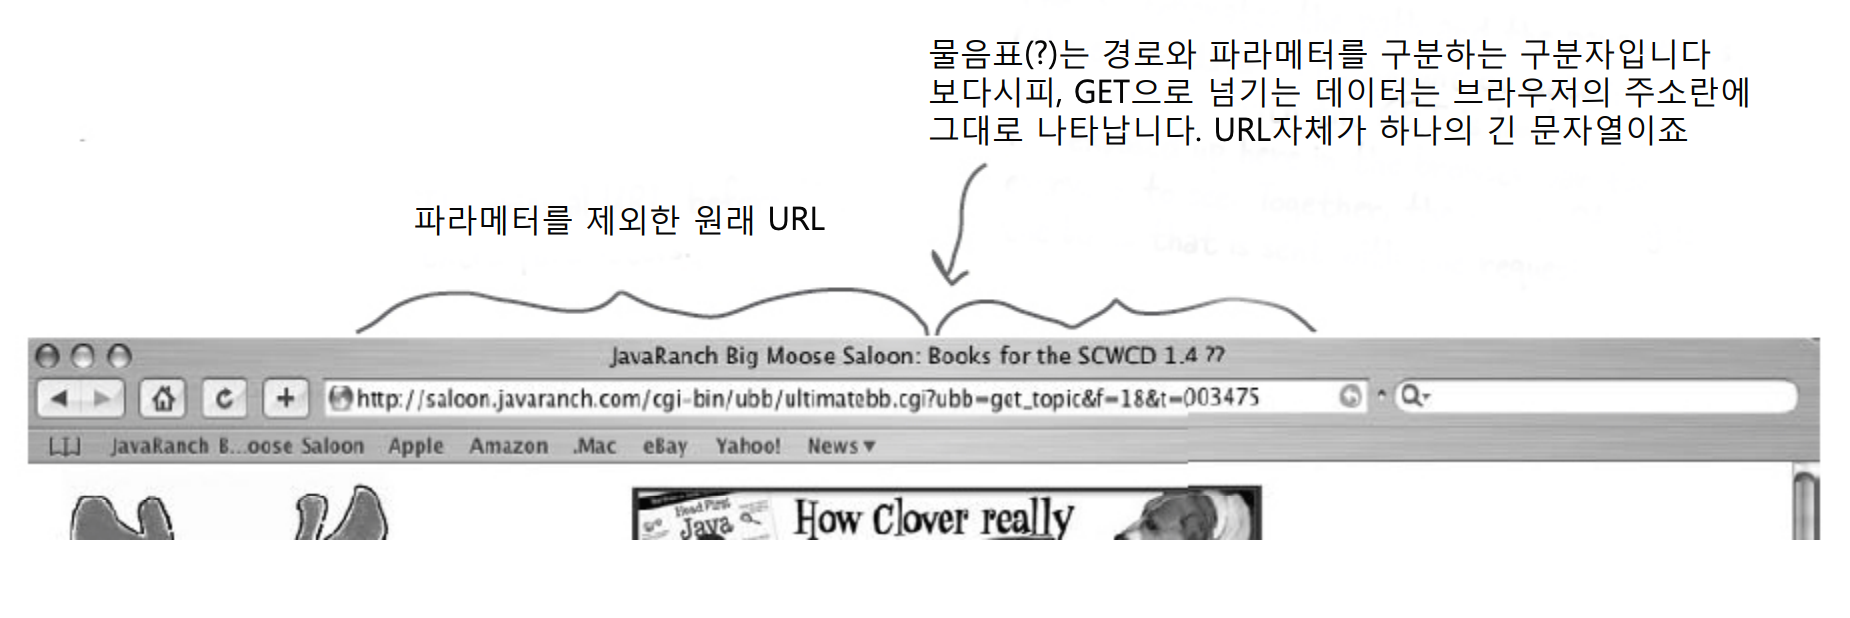 물음표(?)는 경로와 파라메터를 구분하는 구분자입니다
보다시피, GET으로 넘기는 데이터는 브라우저의 주소란에
그대로 나타납니다. URL자체가 하나의 긴 문자열이죠
파라메터를 제외한 원래 URL
JavaRanch Big Moose Saloon: Books for the SCWCD 1.4 ??
http://saloon.javaranch.com/cgi-bin/ubb/ultimatebb.cgi?ubb=get_topic&f=18&t=003475
JavaRanch B...oose Saloon Apple Amazon .Mac eBay Yahoo! News
Head First
Java
How Clover really